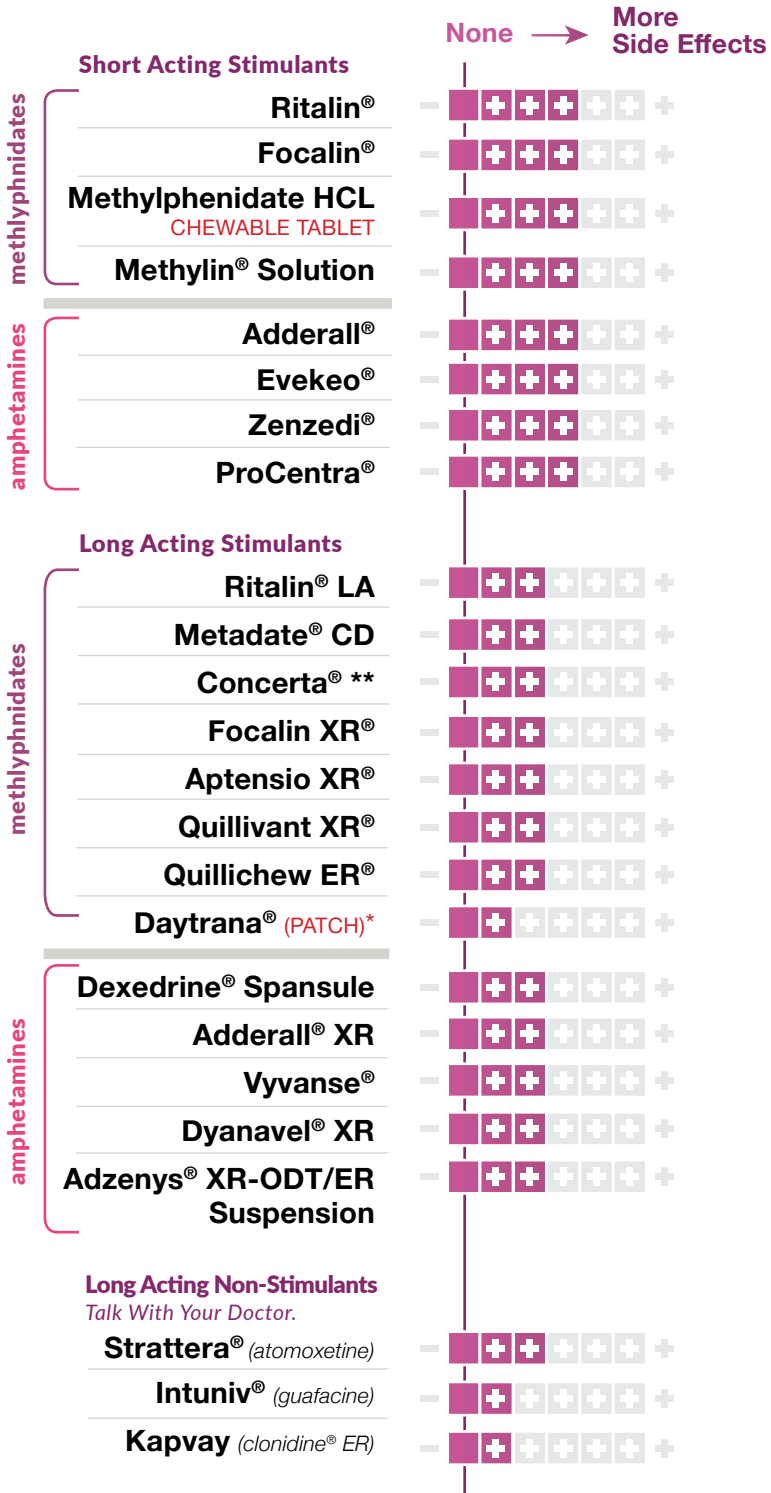 None
More
Side Effects
Short Acting Stimulants
methlyphnidates
Ritalin®
Focalin®
Methylphenidate HCL
CHEWABLE TABLET
Methylin® Solution
amphetamines
Adderall®
Evekeo®
Zenzedi®
ProCentra®
Long Acting Stimulants
methlyphnidates
Ritalin® LA
Metadate® CD
Concerta® **
Focalin XR®
Aptensio XR®
Quillivant XR®
Quillichew ER®
Daytrana® (PATCH)*
amphetamines
Dexedrine® Spansule
Adderall® XR
Vyvanse®
Dyanavel® XR
Adzenys® XR-ODT/ER
Suspension
Long Acting Non-Stimulants
Talk With Your Doctor.
Strattera® (atomoxetine)
Intuniv® (guafacine)
Kapvay (clonidine® ER)